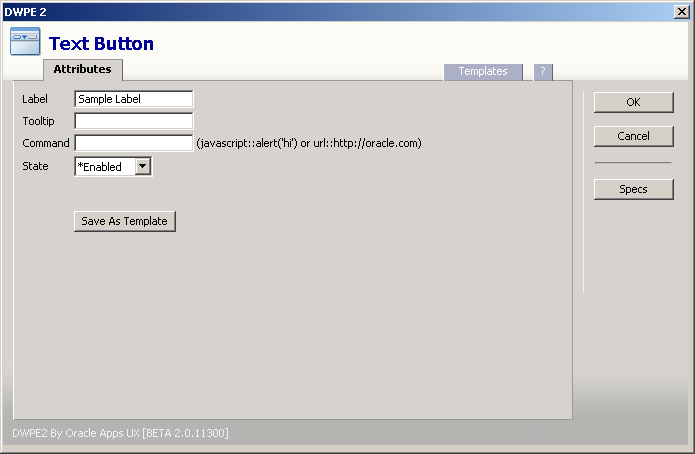 DWPE 2
Text Button
Attributes
Templates
?
Label
Sample Label
Tooltip
Command
(javascript::alert('hi') or url::http://oracle.com)
State
*Enabled
Save As Template
OK
Cancel
Specs
DWPE2 By Oracle Apps UX [BETA 2.0.11300]